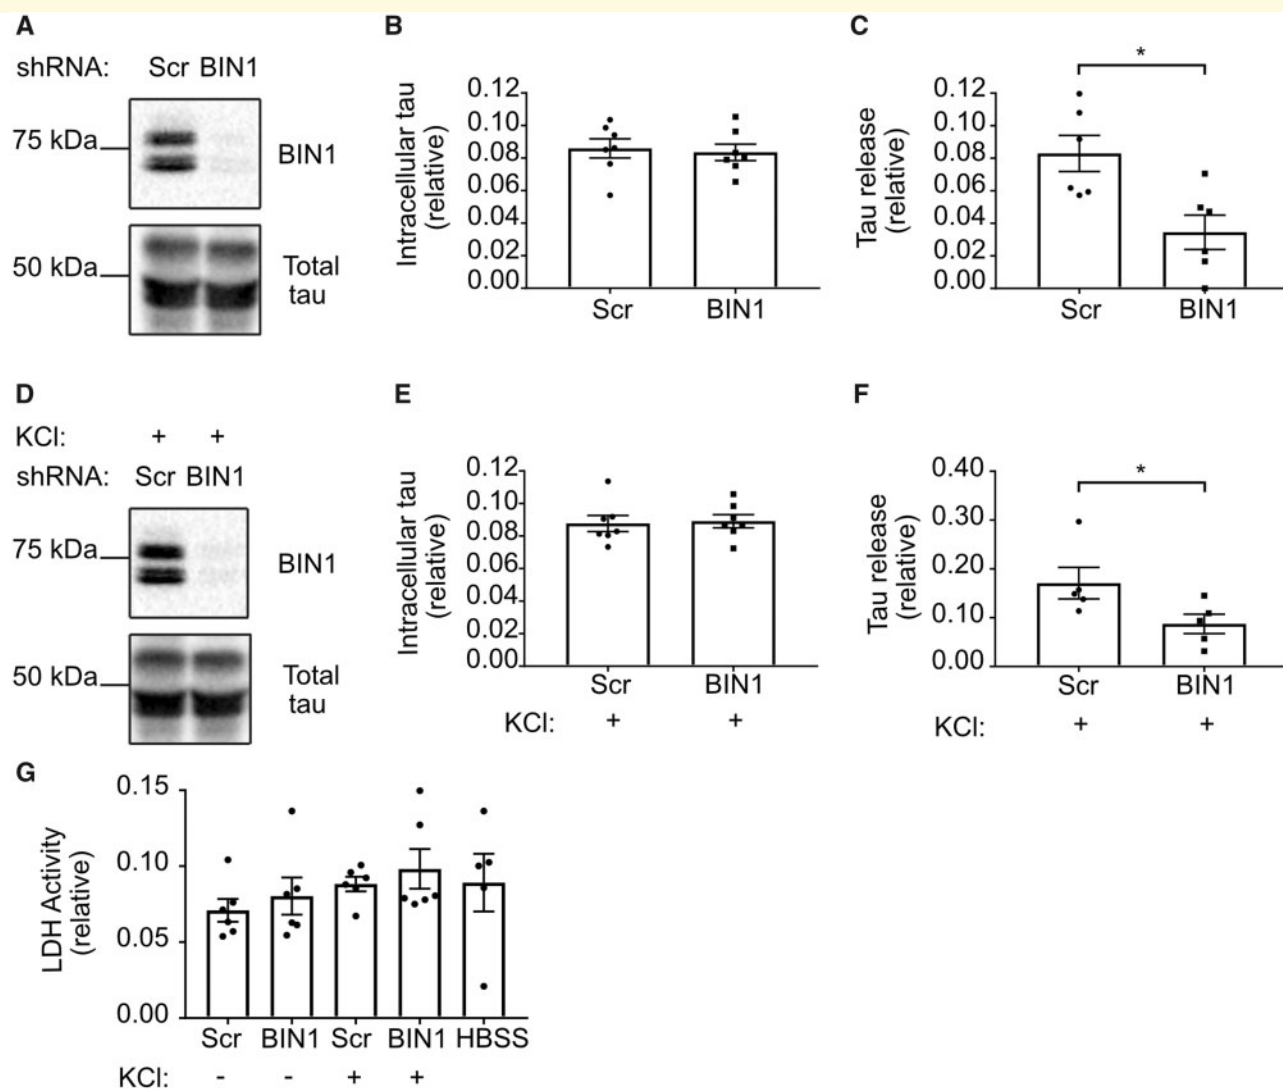 A
shRNA: Scr BIN1
75 kDa
BIN1
50 kDa
Total
tau
B
Intracellular tau
(relative)
0.12
0.10
0.08
0.06
0.04
0.02
0.00
Scr BIN1
C
*
Tau release
(relative)
0.12
0.10
0.08
0.06
0.04
0.02
0.00
Scr BIN1
D
KCl: + +
shRNA: Scr BIN1
75 kDa
BIN1
50 kDa
Total
tau
E
Intracellular tau
(relative)
0.12
0.10
0.08
0.06
0.04
0.02
0.00
Scr BIN1
KCl: + +
F
*
Tau release
(relative)
0.40
0.30
0.20
0.10
0.00
Scr BIN1
KCl: + +
G
LDH Activity
(relative)
0.15
0.10
0.05
0.00
Scr BIN1 Scr BIN1 HBSS
KCl: - - + +